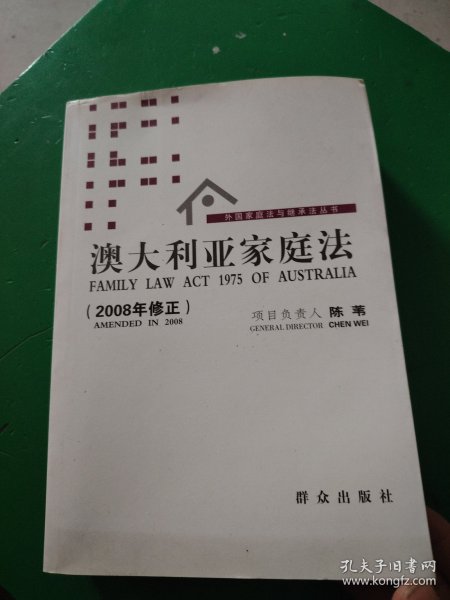 外国家庭法与继承法丛书
澳大利亚家庭法
FAMILY LAW ACT 1975 OF AUSTRALIA
(2008年修正)
AMENDED IN 2008
项目负责人 陈苇
GENERAL DIRECTOR CHEN WEI
群众出版社
孔夫子旧书网
www.kongfz.com